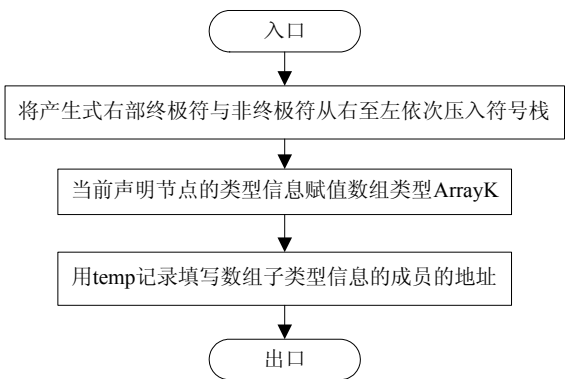 入口
将产生式右部终极符与非终极符从右至左依次压入符号栈
当前声明节点的类型信息赋值数组类型ArrayK
用temp记录填写数组子类型信息的成员的地址
出口